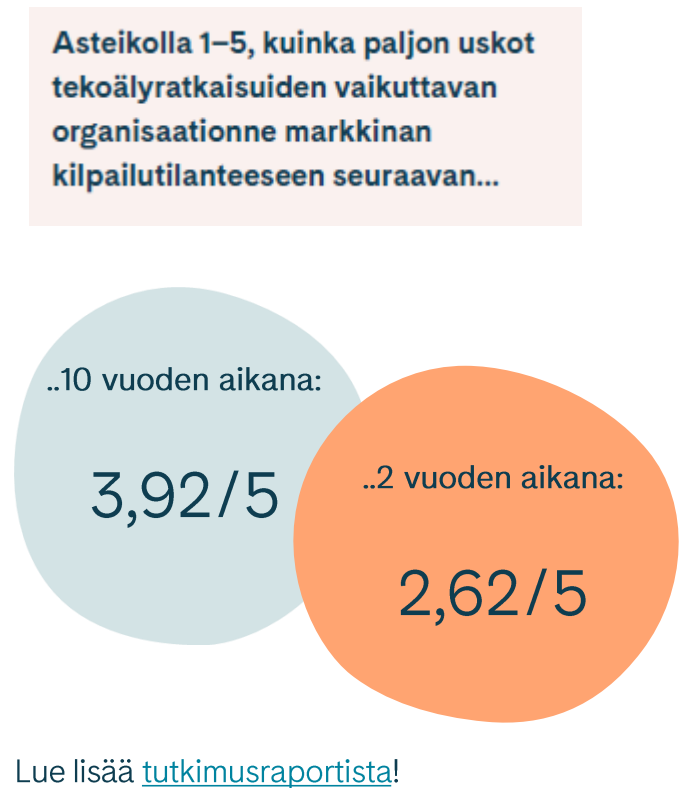 Asteikolla 1–5, kuinka paljon uskot
tekoälyratkaisuiden vaikuttavan
organisaationne markkinan
kilpailutilanteeseen seuraavan...
..10 vuoden aikana:
3,92/5
..2 vuoden aikana:
2,62/5
Lue lisää tutkimusraportista!